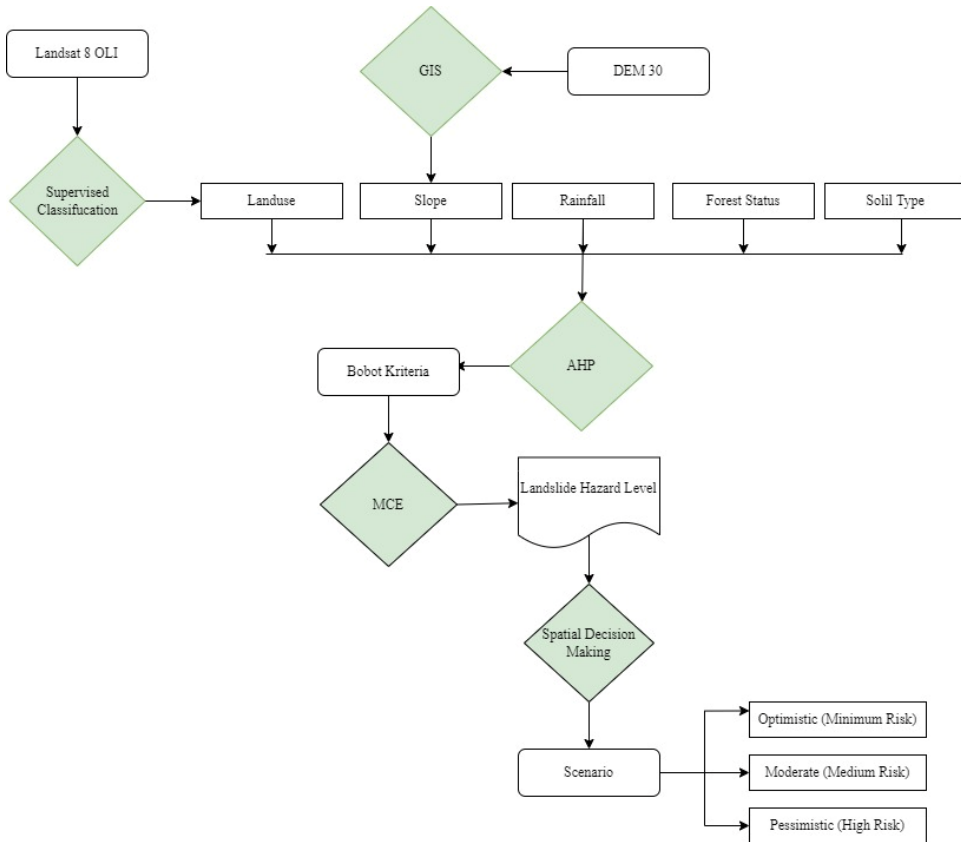 Landsat 8 OLI
GIS
DEM 30
Supervised
Classifucation
Landuse
Slope
Rainfall
Forest Status
Solil Type
Bobot Kriteria
AHP
MCE
Landslide Hazard Level
Spatial Decision
Making
Scenario
Optimistic (Minimum Risk)
Moderate (Medium Risk)
Pessimistic (High Risk)